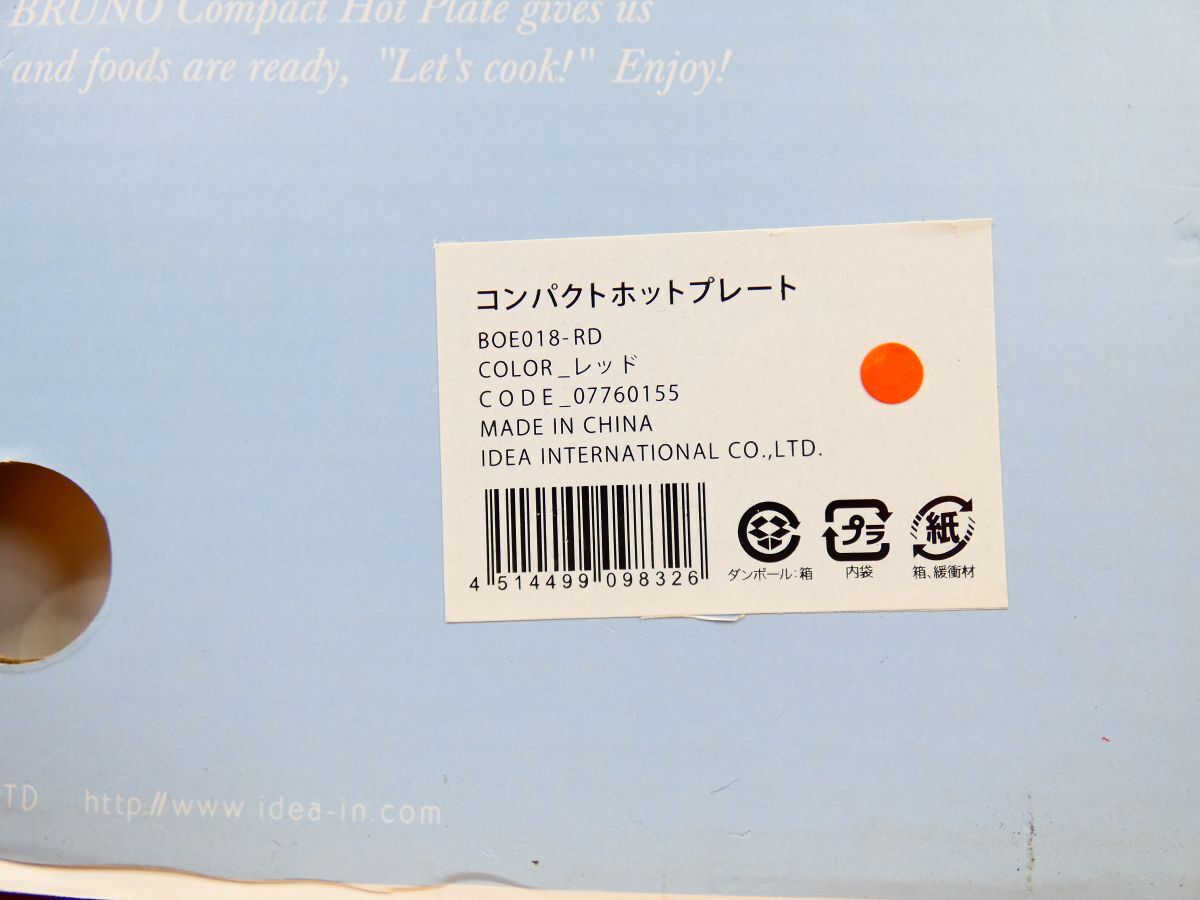 BRUNO Compact Hot Plate gives us
and foods are ready, "Let's cook!" Enjoy!
コンパクトホットプレート
BOE018-RD
COLOR_レッド
CODE_07760155
MADE IN CHINA
IDEA INTERNATIONAL CO.,LTD.
4 514499 098326
プラ
紙
ダンボール:箱
内袋
箱、緩衝材
TD. http://www.idea-in.com